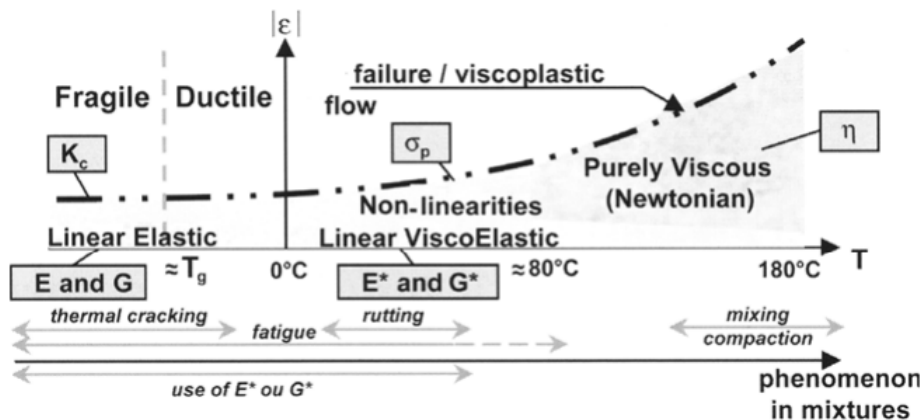 |ε|
failure / viscoplastic
flow
Fragile
Ductile
K_c
σ_p
η
Purely Viscous
(Newtonian)
Non-linearities
Linear Elastic
Linear ViscoElastic
E and G
≈ T_g
0°C
E* and G*
≈80°C
180°C
T
thermal cracking
rutting
mixing
fatigue
compaction
use of E* ou G*
phenomenon
in mixtures